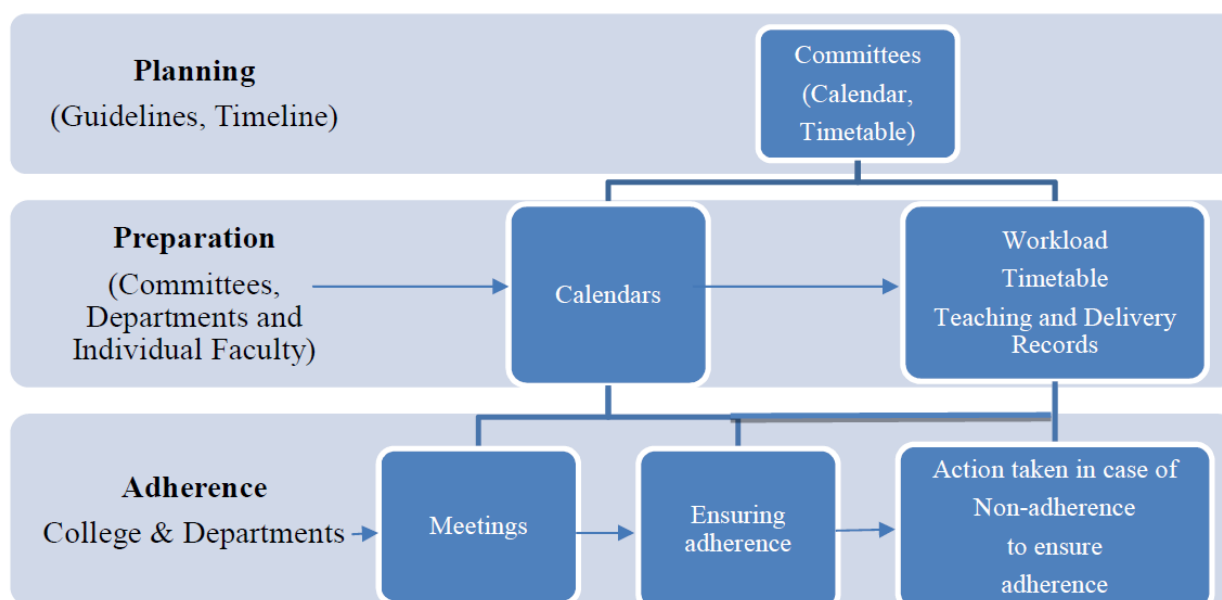 Planning
(Guidelines, Timeline)
Committees
(Calendar,
Timetable)
Preparation
(Committees,
Departments and
Individual Faculty)
Calendars
Workload
Timetable
Teaching and Delivery
Records
Adherence
College & Departments
Meetings
Ensuring
adherence
Action taken in case of
Non-adherence
to ensure
adherence